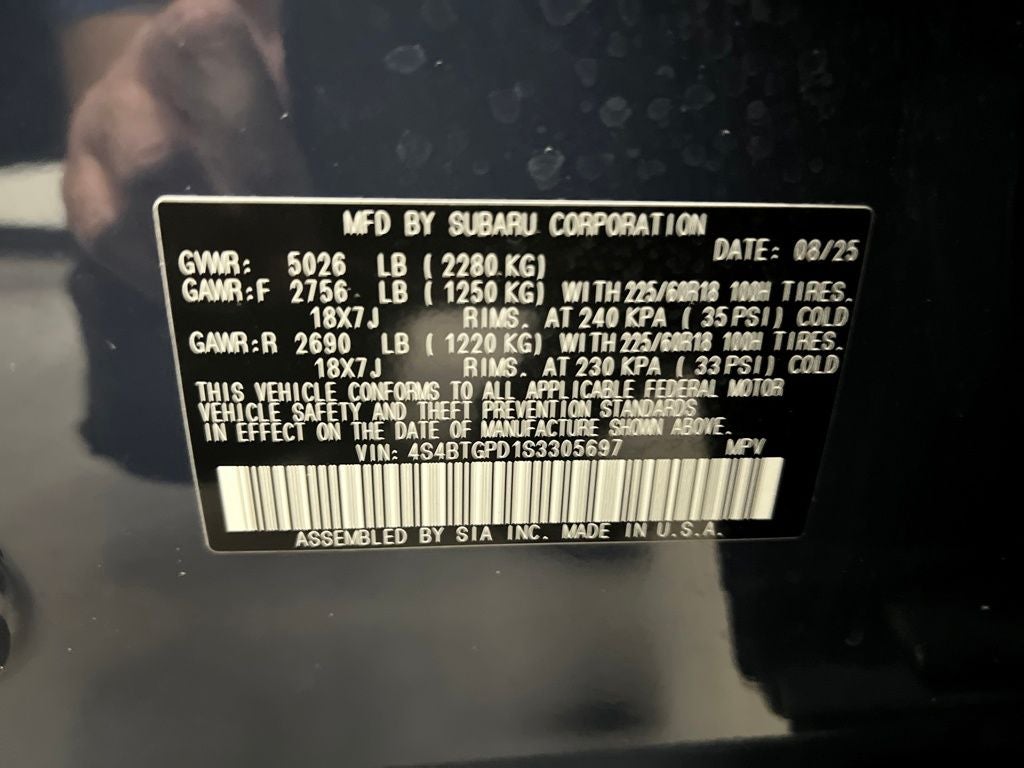 MFD BY SUBARU CORPORATION
DATE: 08/25
GVWR: 5026 LB ( 2280 KG)
GAWR:F 2756 LB ( 1250 KG) WITH 225/60R18 100H TIRES.
18X7J RIMS. AT 240 KPA ( 35 PSI) COLD
GAWR:R 2690 LB ( 1220 KG) WITH 225/60R18 100H TIRES.
18X7J RIMS. AT 230 KPA ( 33 PSI) COLD
THIS VEHICLE CONFORMS TO ALL APPLICABLE FEDERAL MOTOR
VEHICLE SAFETY AND THEFT PREVENTION STANDARDS
IN EFFECT ON THE DATE OF MANUFACTURE SHOWN ABOVE.
VIN: 4S4BTGPD1S3305697 MPV
ASSEMBLED BY SIA INC. MADE IN U.S.A.